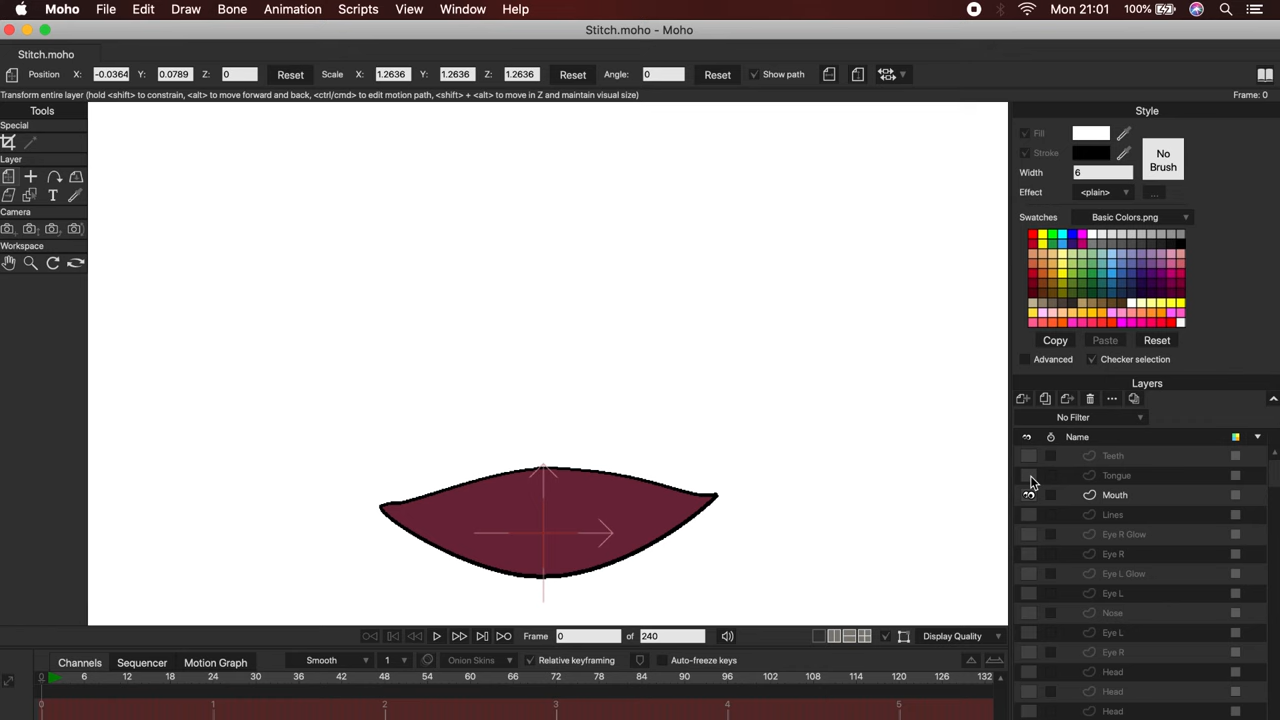 Moho File Edit Draw Bone Animation Scripts View Window Help Mon 21:01 100%
Stitch.moho - Moho
Stitch.moho
Position X: -0.0364 Y: 0.0789 Z: 0 Reset Scale X: 1.2636 Y: 1.2636 Z: 1.2636 Reset Angle: 0 Reset Show path
Transform entire layer (hold <shift> to constrain, <alt> to move forward and back, <ctrl/cmd> to edit motion path, <shift> + <alt> to move in Z and maintain visual size) Frame: 0
Tools
Special
Layer
T
Camera
Workspace
Style
Fill
Stroke
No Brush
Width 6
Effect <plain> ...
Swatches Basic Colors.png
Copy Paste Reset
Advanced Checker selection
Layers
No Filter
Name
Teeth
Tongue
Mouth
Lines
Eye R Glow
Eye R
Eye L Glow
Eye L
Nose
Eye L
Eye R
Head
Head
Head
Frame 0 of 240 Display Quality
Channels Sequencer Motion Graph Smooth 1 Onion Skins Relative keyframing Auto-freeze keys
0 6 12 18 24 30 36 42 48 54 60 66 72 78 84 90 96 102 108 114 120 126 132
0 1 2 3 4 5